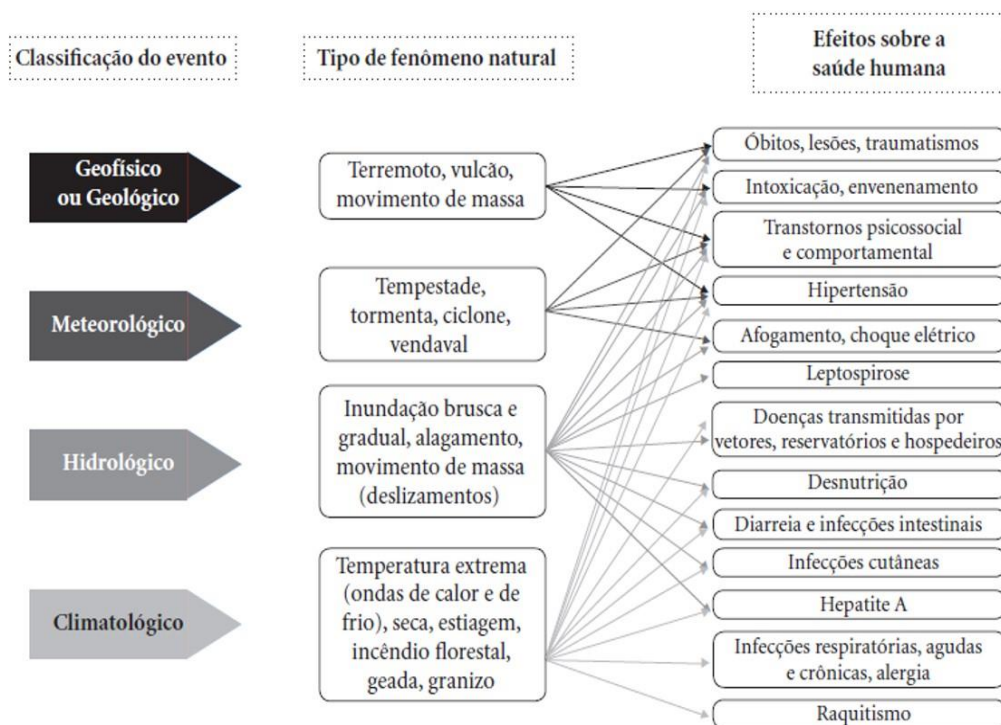 Classificação do evento
Tipo de fenômeno natural
Efeitos sobre a
saúde humana
Geofísico
ou Geológico
Terremoto, vulcão,
movimento de massa
Meteorológico
Tempestade,
tormenta, ciclone,
vendaval
Hidrológico
Inundação brusca e
gradual, alagamento,
movimento de massa
(deslizamentos)
Climatológico
Temperatura extrema
(ondas de calor e de
frio), seca, estiagem,
incêndio florestal,
geada, granizo
Óbitos, lesões, traumatismos
Intoxicação, envenenamento
Transtornos psicossocial
e comportamental
Hipertensão
Afogamento, choque elétrico
Leptospirose
Doenças transmitidas por
vetores, reservatórios e hospedeiros
Desnutrição
Diarreia e infecções intestinais
Infecções cutâneas
Hepatite A
Infecções respiratórias, agudas
e crônicas, alergia
Raquitismo